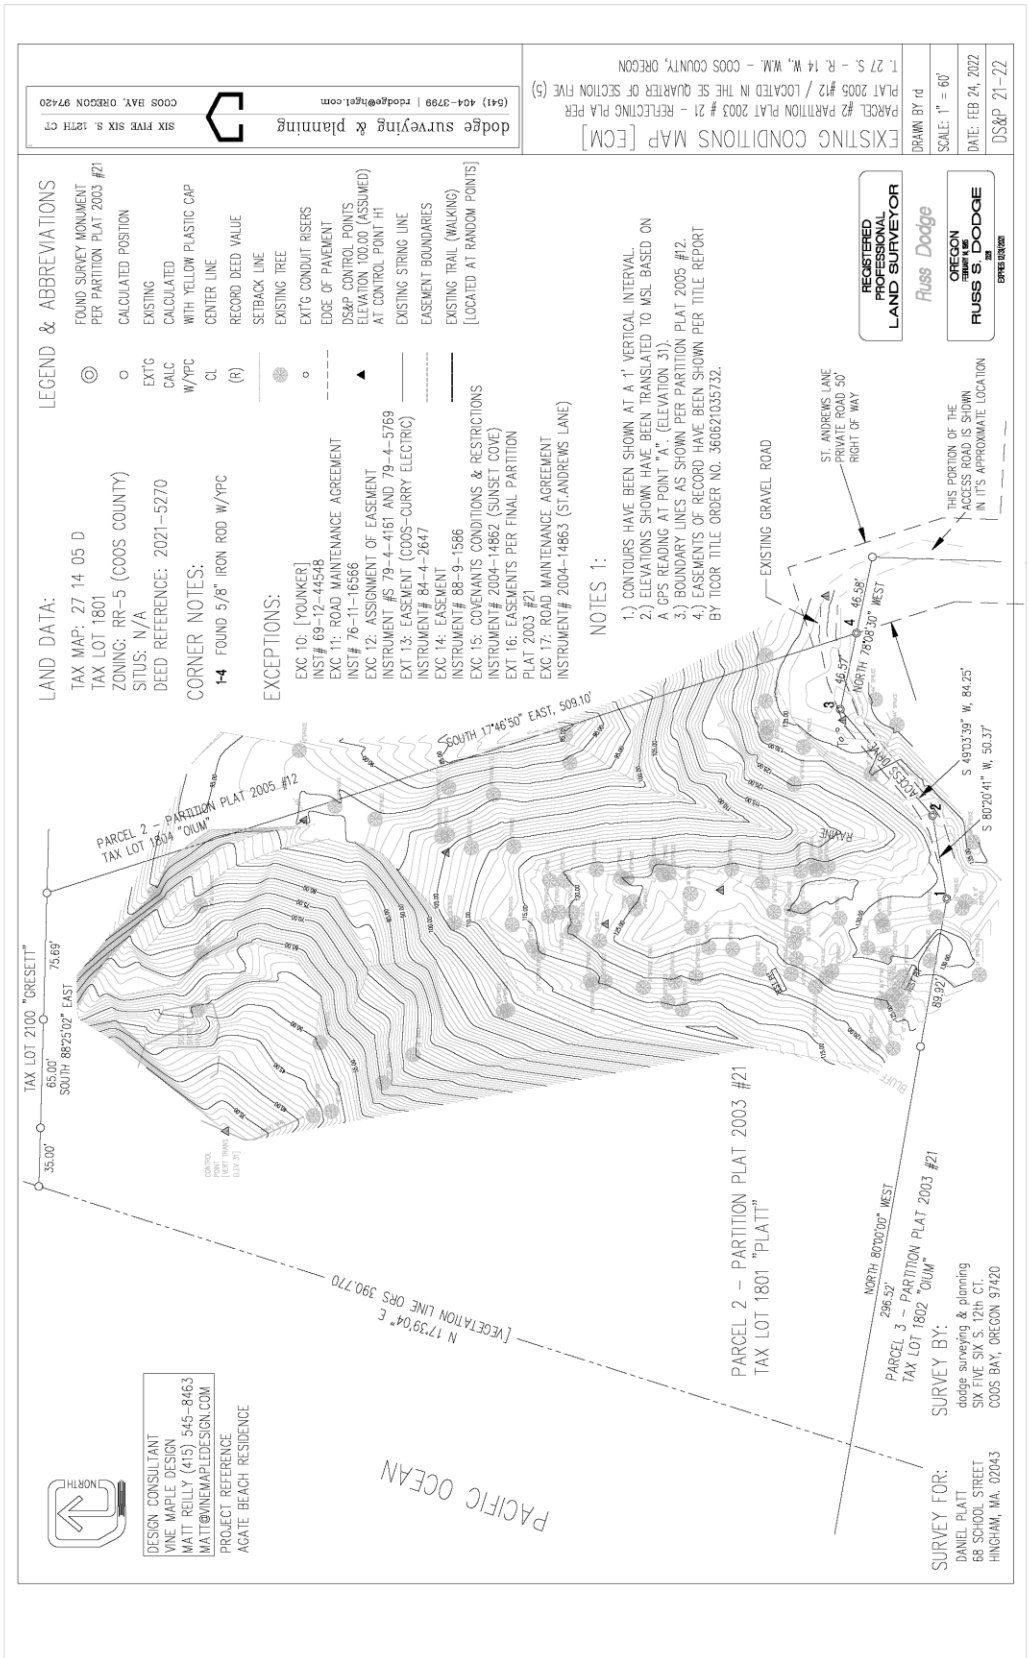 EXISTING CONDITIONS MAP [ECM]
PARCEL #2 PARTITION PLAT 2003 # 21 - REFLECTING PLA PER
PLAT 2005 #12 / LOCATED IN THE SE QUARTER OF SECTION FIVE (5)
T. 27 S. - R. 14 W., W.M. - COOS COUNTY, OREGON
DRAWN BY rd
SCALE: 1" = 60'
DATE: FEB 24, 2022
DS&P 21-22
dodge surveying & planning
(541) 404-3799 | rdodge@hgel.com
SIX FIVE SIX S. 12TH CT
COOS BAY, OREGON 97420
LEGEND & ABBREVIATIONS
FOUND SURVEY MONUMENT
PER PARTITION PLAT 2003 #21
CALCULATED POSITION
EXT'G EXISTING
CALC CALCULATED
W/YPC WITH YELLOW PLASTIC CAP
CL CENTER LINE
(R) RECORD DEED VALUE
SETBACK LINE
EXISTING TREE
EXT'G CONDUIT RISERS
EDGE OF PAVEMENT
DS&P CONTROL POINTS
ELEVATION 100.00 (ASSUMED)
AT CONTROL POINT H1
EXISTING STRING LINE
EASEMENT BOUNDARIES
EXISTING TRAIL (WALKING)
[LOCATED AT RANDOM POINTS]
LAND DATA:
TAX MAP: 27 14 05 D
TAX LOT 1801
ZONING: RR-5 (COOS COUNTY)
SITUS: N/A
DEED REFERENCE: 2021-5270
CORNER NOTES:
1-4 FOUND 5/8" IRON ROD W/YPC
EXCEPTIONS:
EXC 10: [YOUNKER]
INST# 69-12-44548
EXC 11: ROAD MAINTENANCE AGREEMENT
INST# 76-11-16566
EXC 12: ASSIGNMENT OF EASEMENT
INSTRUMENT #S 79-4-4161 AND 79-4-5769
EXT 13: EASEMENT (COOS-CURRY ELECTRIC)
INSTRUMENT# 84-4-2647
EXC 14: EASEMENT
INSTRUMENT# 88-9-1586
EXC 15: COVENANTS CONDITIONS & RESTRICTIONS
INSTRUMENT# 2004-14862 (SUNSET COVE)
EXT 16: EASEMENTS PER FINAL PARTITION
PLAT 2003 #21
EXC 17: ROAD MAINTENANCE AGREEMENT
INSTRUMENT# 2004-14863 (ST.ANDREWS LANE)
NOTES 1:
1.) CONTOURS HAVE BEEN SHOWN AT A 1' VERTICAL INTERVAL.
2.) ELEVATIONS SHOWN HAVE BEEN TRANSLATED TO MSL BASED ON
A GPS READING AT POINT "A". (ELEVATION 31).
3.) BOUNDARY LINES AS SHOWN PER PARTITION PLAT 2005 #12.
4.) EASEMENTS OF RECORD HAVE BEEN SHOWN PER TITLE REPORT
BY TICOR TITLE ORDER NO. 360621035732.
REGISTERED
PROFESSIONAL
LAND SURVEYOR
Russ Dodge
OREGON
RUSS S. DODGE
ST. ANDREWS LANE
PRIVATE ROAD 50'
RIGHT OF WAY
EXISTING GRAVEL ROAD
THIS PORTION OF THE
ACCESS ROAD IS SHOWN
IN IT'S APPROXIMATE LOCATION
TAX LOT 2100 "GRESETT"
35.00'
65.00'
75.69'
SOUTH 88°25'02" EAST
PARCEL 2 - PARTITION PLAT 2005 #12
TAX LOT 1804 "OIUM"
SOUTH 17°46'50" EAST, 509.10'
46.57'
46.58'
NORTH 78°08'30" WEST
S 49°03'39" W, 84.25'
S 80°20'41" W, 50.37'
ACCESS DRIVE
RAVINE
BLUFF
1
2
3
4
89.92'
NORTH 80°00'00" WEST
296.52'
PARCEL 3 - PARTITION PLAT 2003 #21
TAX LOT 1802 "OIUM"
PARCEL 2 - PARTITION PLAT 2003 #21
TAX LOT 1801 "PLATT"
N 17°39'04" E
[VEGETATION LINE ORS 390.770
PACIFIC OCEAN
CONTROL
POINT
NORTH
DESIGN CONSULTANT
VINE MAPLE DESIGN
MATT REILLY (415) 545-8463
MATT@VINEMAPLEDESIGN.COM
PROJECT REFERENCE
AGATE BEACH RESIDENCE
SURVEY FOR:
DANIEL PLATT
68 SCHOOL STREET
HINGHAM, MA. 02043
SURVEY BY:
dodge surveying & planning
SIX FIVE SIX S. 12th CT.
COOS BAY, OREGON 97420